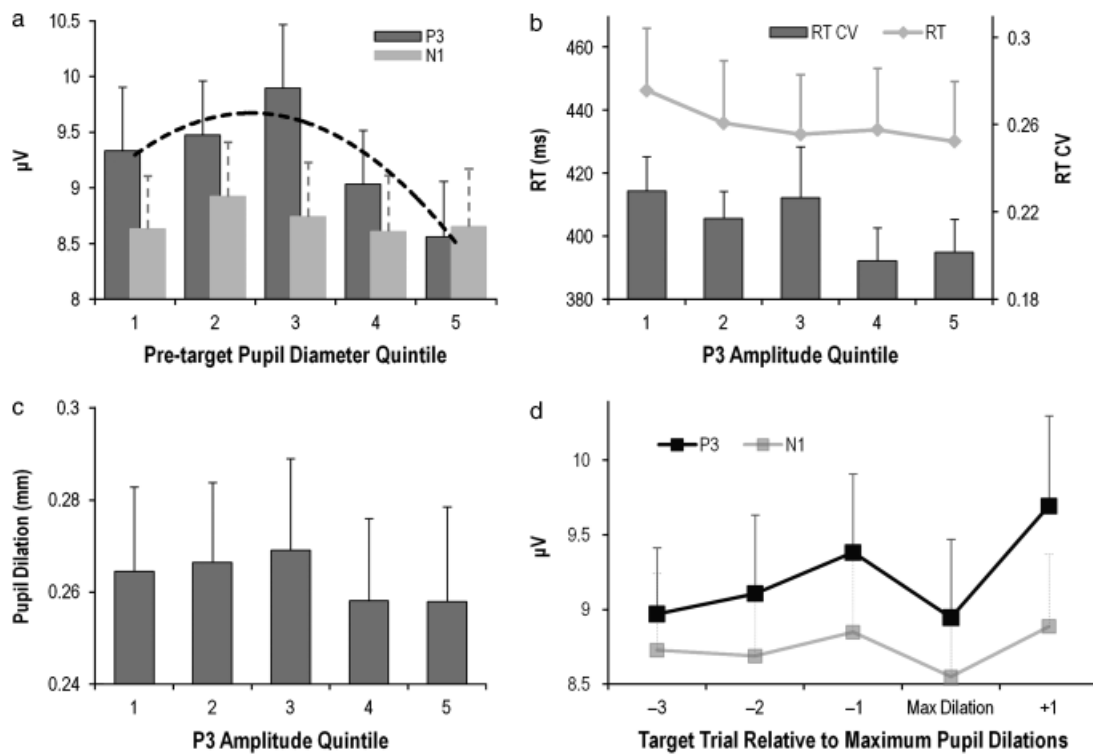 a
10.5
10
9.5
9
8.5
8
µV
P3
N1
1 2 3 4 5
Pre-target Pupil Diameter Quintile
b
460
440
420
400
380
RT (ms)
RT CV
RT
0.3
0.26
0.22
0.18
RT CV
1 2 3 4 5
P3 Amplitude Quintile
c
0.3
0.28
0.26
0.24
Pupil Dilation (mm)
1 2 3 4 5
P3 Amplitude Quintile
d
10
9.5
9
8.5
µV
P3
N1
–3 –2 –1 Max Dilation +1
Target Trial Relative to Maximum Pupil Dilations